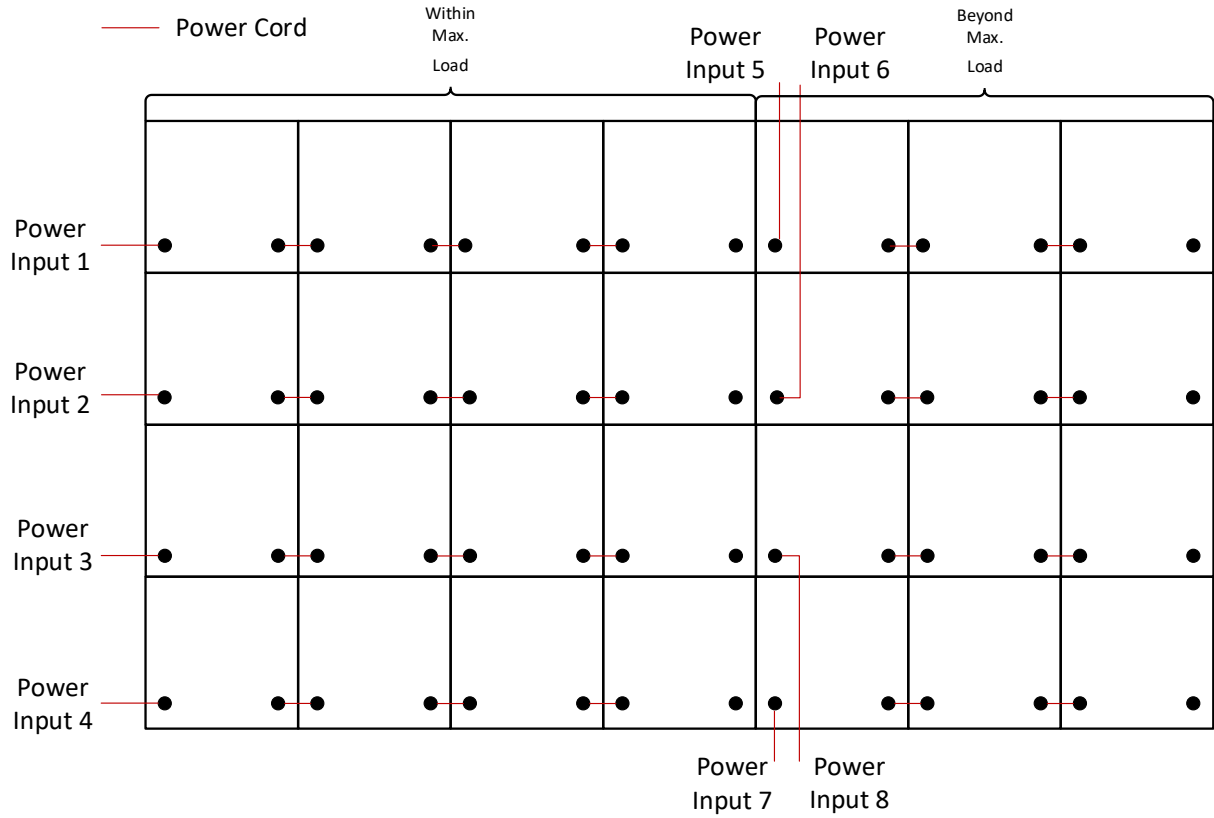 Power Cord
Within
Max.
Load
Power
Input 5
Power
Input 6
Beyond
Max.
Load
Power
Input 1
Power
Input 2
Power
Input 3
Power
Input 4
Power
Input 7
Power
Input 8